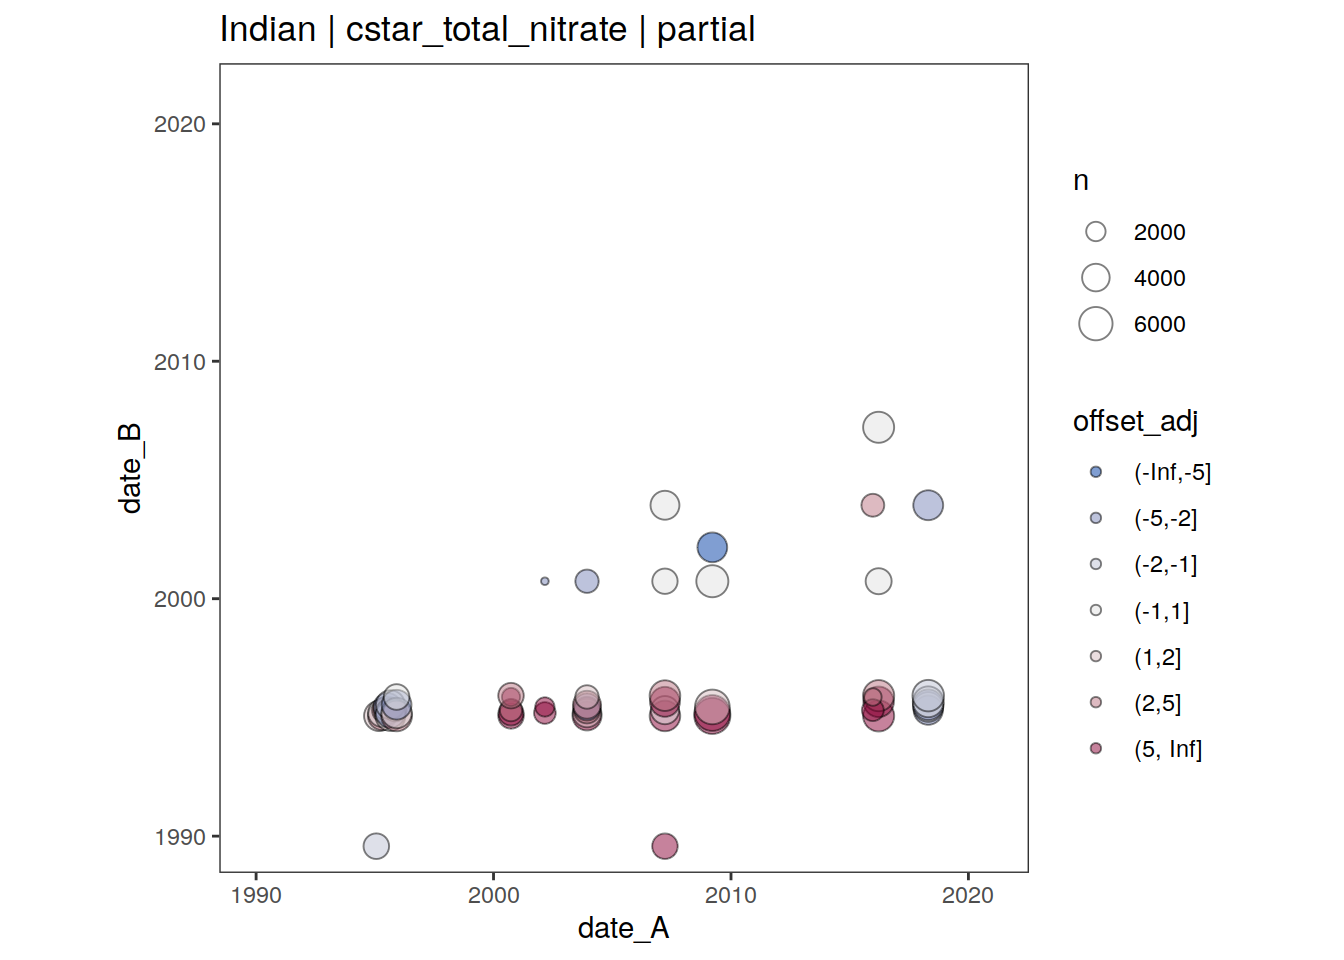 Indian | cstar_total_nitrate | partial
2020
2010
2000
1990
date_B
1990 2000 2010 2020
date_A
n
2000
4000
6000
offset_adj
(-Inf,-5]
(-5,-2]
(-2,-1]
(-1,1]
(1,2]
(2,5]
(5, Inf]